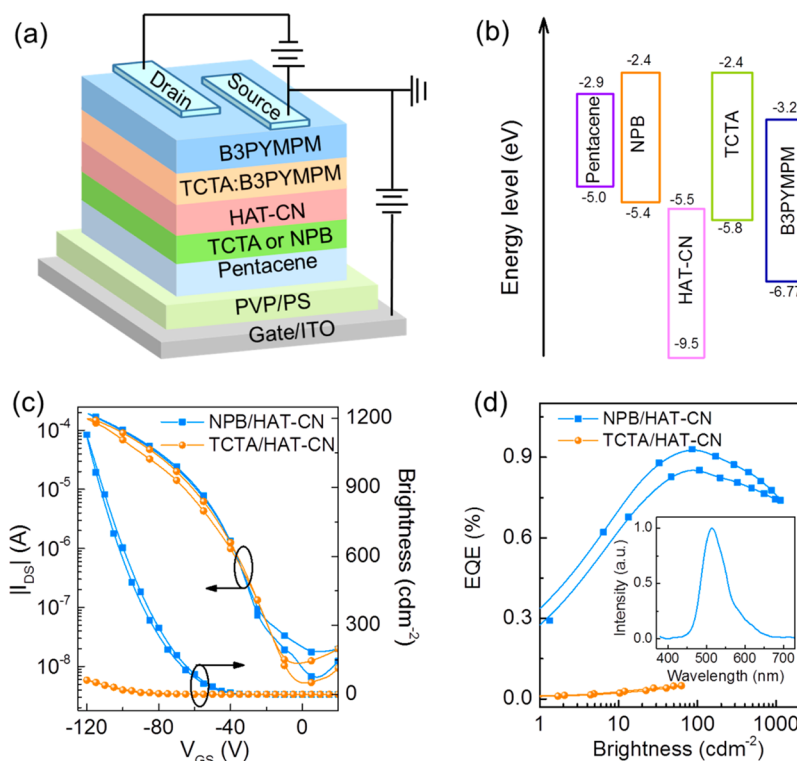 (a)
Drain
Source
B3PYMPM
TCTA:B3PYMPM
HAT-CN
TCTA or NPB
Pentacene
PVP/PS
Gate/ITO
(b)
Energy level (eV)
-2.9
Pentacene
-5.0
-2.4
NPB
-5.4
-5.5
HAT-CN
-9.5
-2.4
TCTA
-5.8
-3.2
B3PYMPM
-6.77
(c)
NPB/HAT-CN
TCTA/HAT-CN
|I_DS| (A)
10⁻⁴
10⁻⁵
10⁻⁶
10⁻⁷
10⁻⁸
1200
900
600
300
0
Brightness (cdm⁻²)
-120 -80 -40 0
V_GS (V)
(d)
NPB/HAT-CN
TCTA/HAT-CN
EQE (%)
0.9
0.6
0.3
0.0
1 10 100 1000
Brightness (cdm⁻²)
Intensity (a.u.)
1.0
0.5
0.0
400 500 600 700
Wavelength (nm)